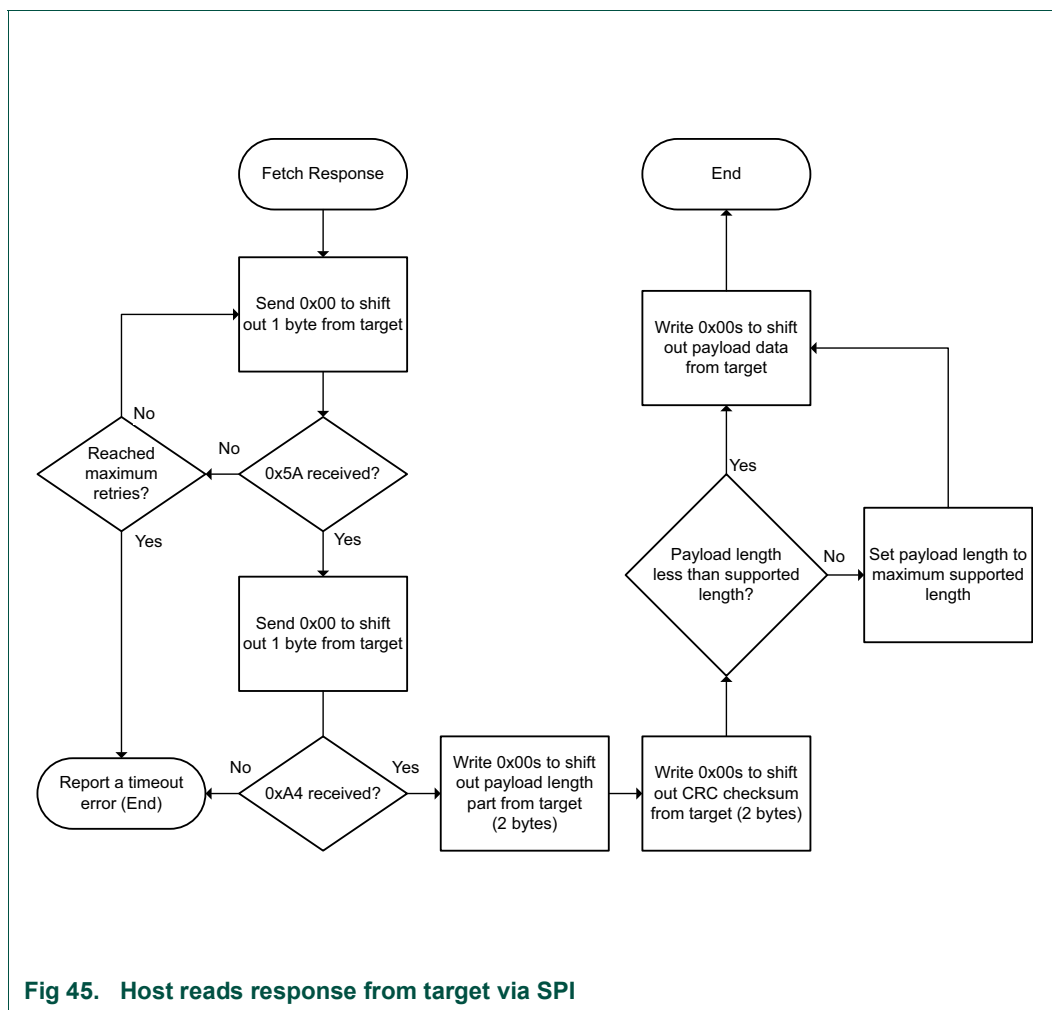 Fetch Response
Send 0x00 to shift
out 1 byte from target
No
Reached
maximum
retries?
No
0x5A received?
Yes
Yes
Send 0x00 to shift
out 1 byte from target
Report a timeout
error (End)
No
0xA4 received?
Yes
Write 0x00s to shift
out payload length
part from target
(2 bytes)
Write 0x00s to shift
out CRC checksum
from target (2 bytes)
Payload length
less than supported
length?
No
Set payload length to
maximum supported
length
Yes
Write 0x00s to shift
out payload data
from target
End
Fig 45. Host reads response from target via SPI